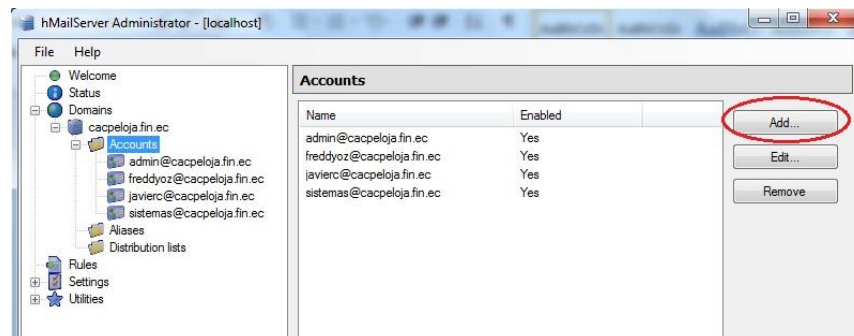 hMailServer Administrator - [localhost]
File Help
Welcome
Status
Domains
cacpeloja.fin.ec
Accounts
admin@cacpeloja.fin.ec
freddyoz@cacpeloja.fin.ec
javierc@cacpeloja.fin.ec
sistemas@cacpeloja.fin.ec
Aliases
Distribution lists
Rules
Settings
Utilities
Accounts
Name Enabled
admin@cacpeloja.fin.ec Yes
freddyoz@cacpeloja.fin.ec Yes
javierc@cacpeloja.fin.ec Yes
sistemas@cacpeloja.fin.ec Yes
Add...
Edit...
Remove